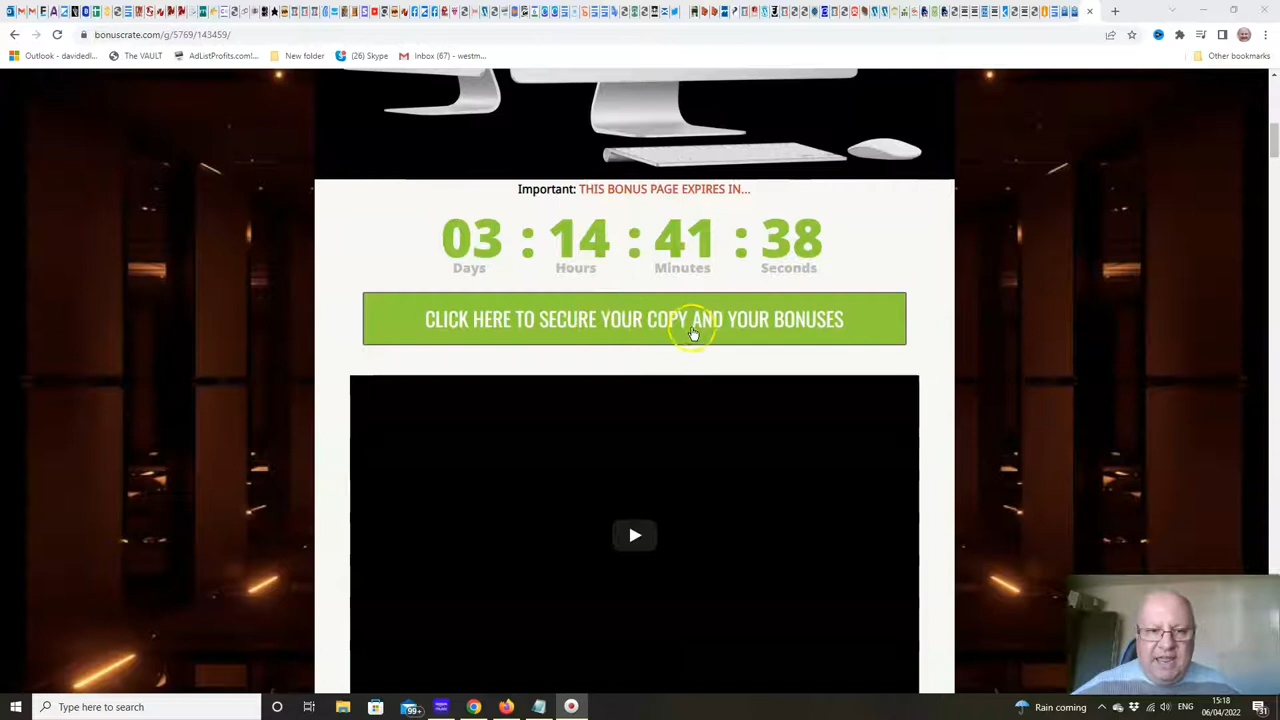 bonuscrate.com/g/5769/143459/
Outlook - davidedl...
The VAULT
AdListProfits.com!...
New folder
(26) Skype
Inbox (67) - westm...
Other bookmarks
Important: THIS BONUS PAGE EXPIRES IN...
03 : 14 : 41 : 38
Days Hours Minutes Seconds
CLICK HERE TO SECURE YOUR COPY AND YOUR BONUSES
Type here to search
99+
Rain coming
ENG
15:18
06/04/2022